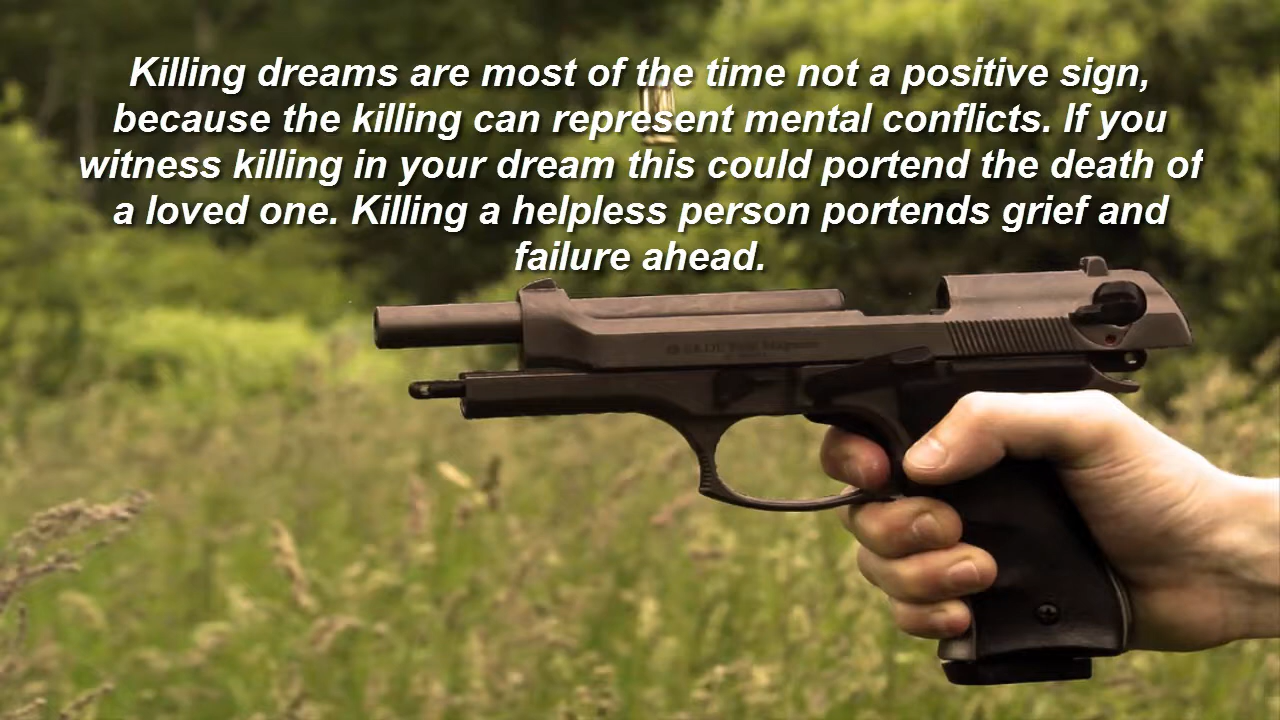 Killing dreams are most of the time not a positive sign,
because the killing can represent mental conflicts. If you
witness killing in your dream this could portend the death of
a loved one. Killing a helpless person portends grief and
failure ahead.